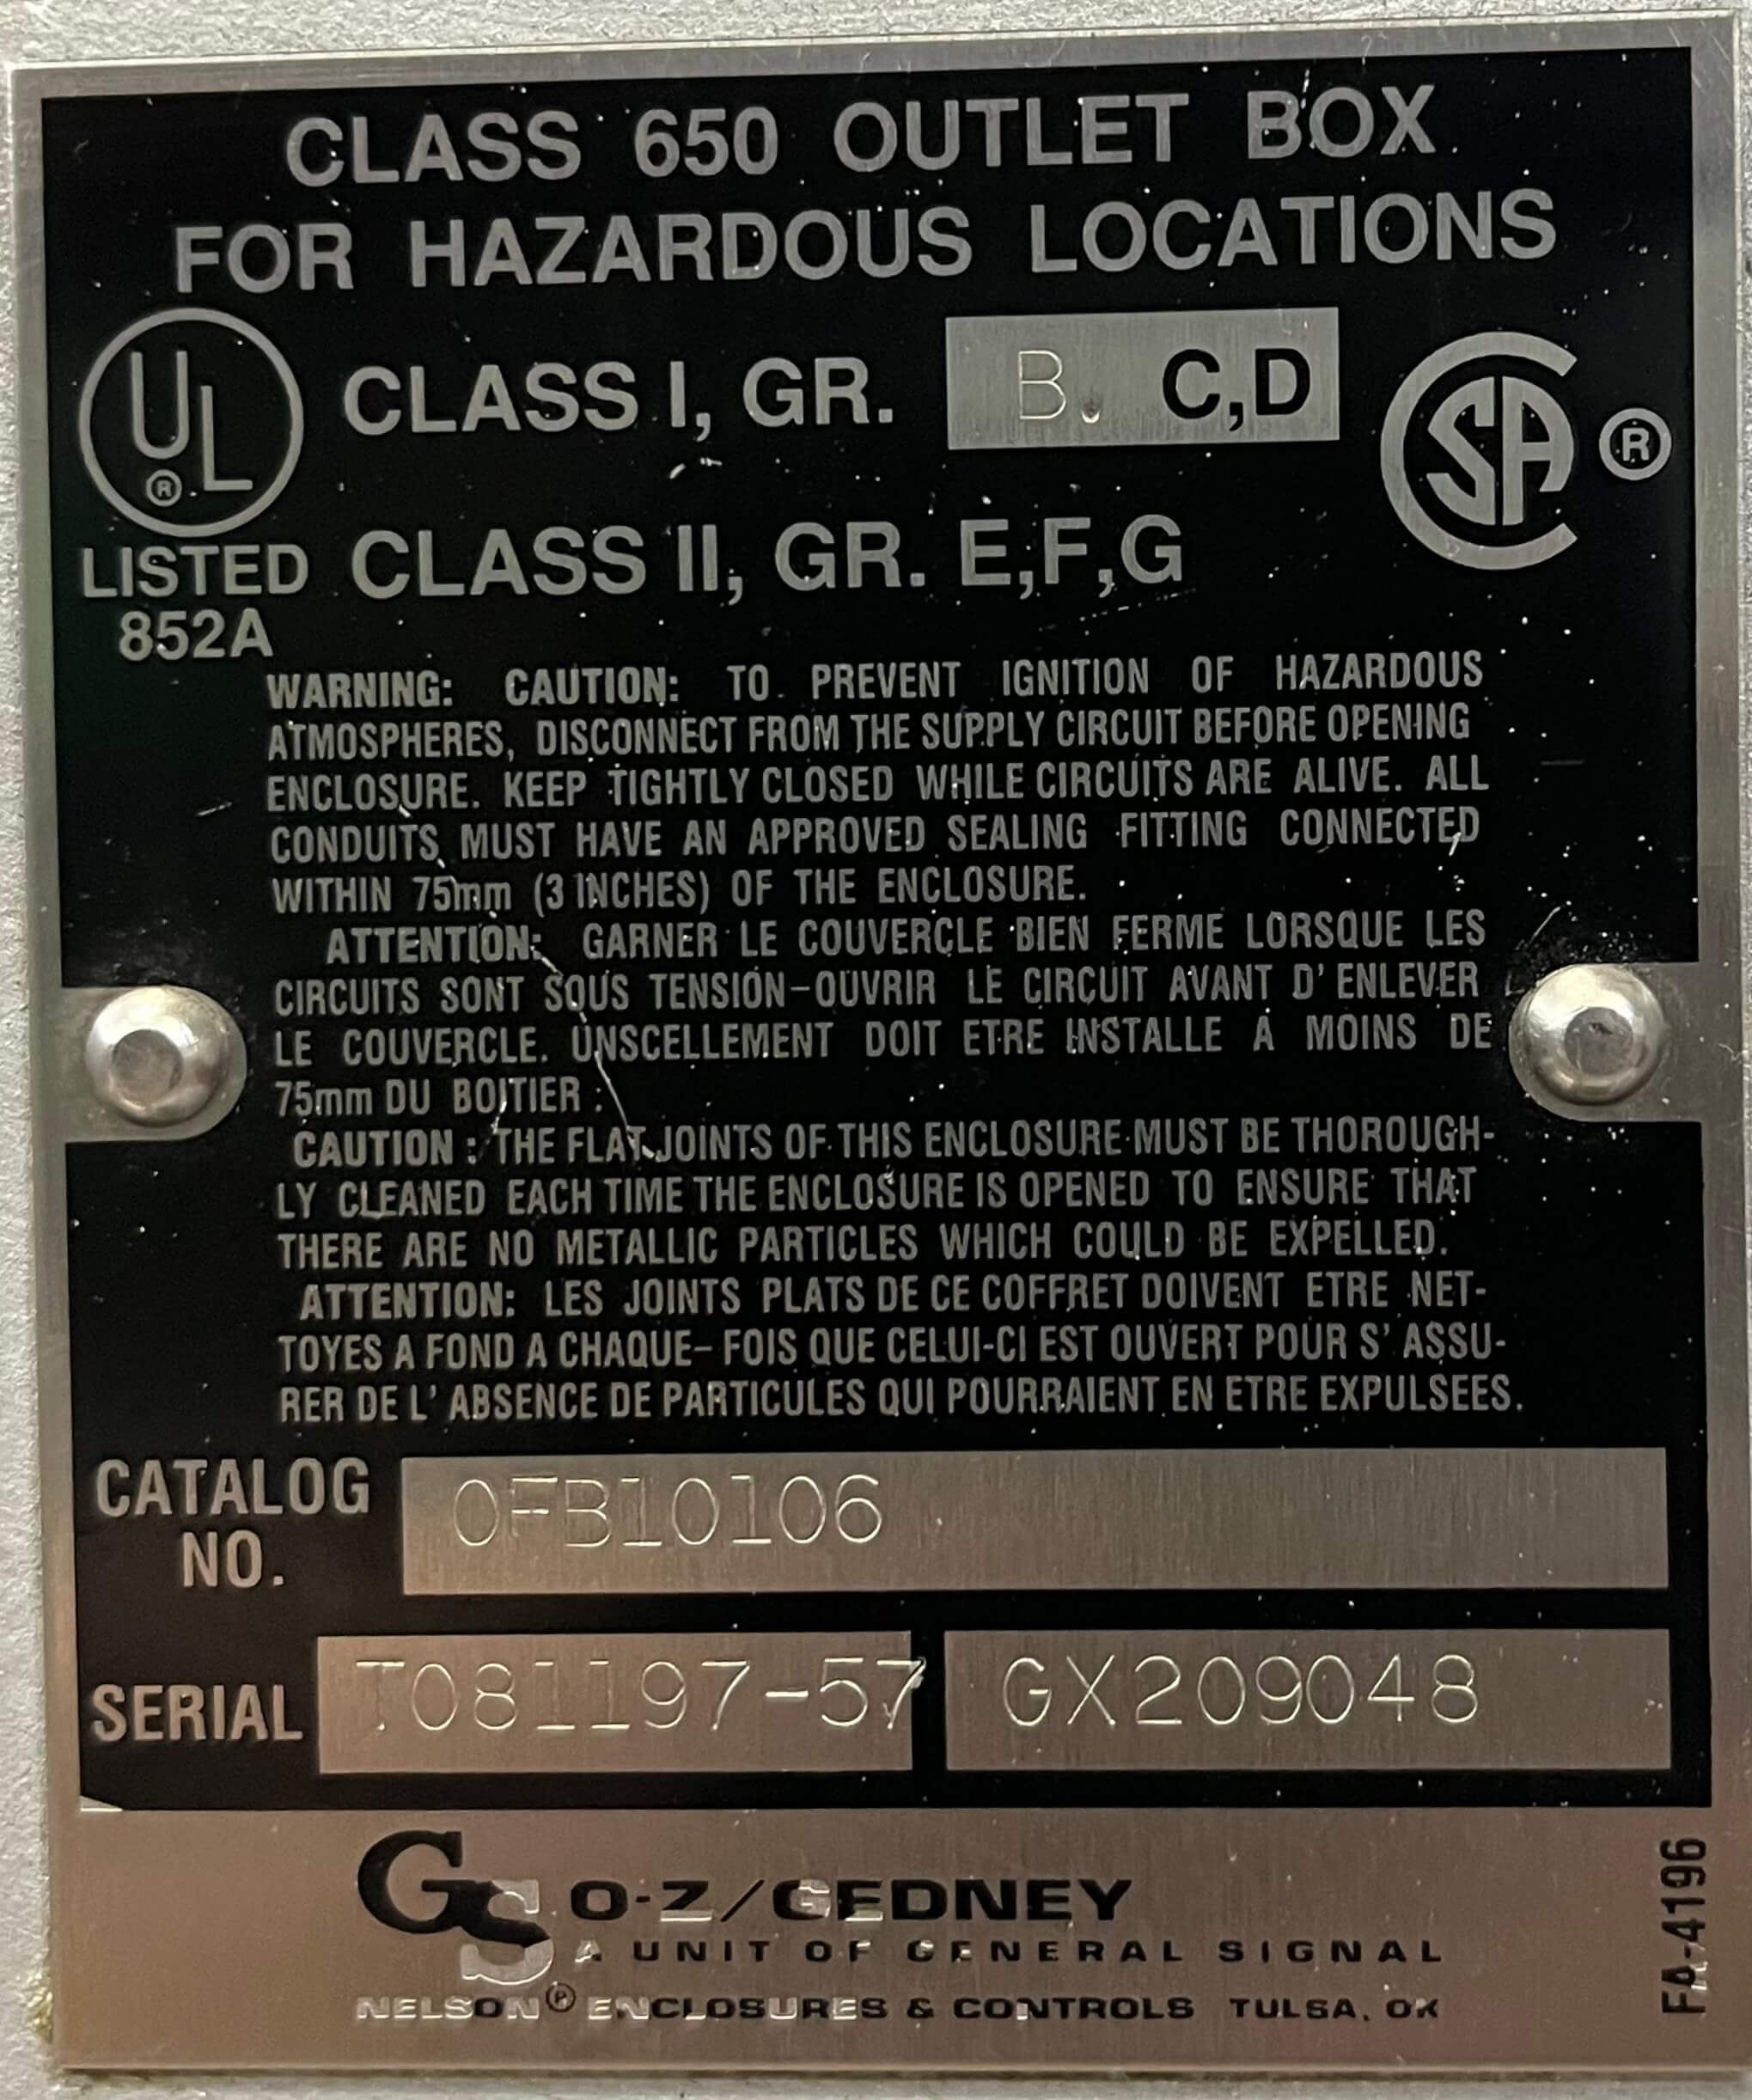 CLASS 650 OUTLET BOX
FOR HAZARDOUS LOCATIONS
UL®
CLASS I, GR. B, C,D
SA ®
LISTED CLASS II, GR. E,F,G
852A
WARNING: CAUTION: TO PREVENT IGNITION OF HAZARDOUS
ATMOSPHERES, DISCONNECT FROM THE SUPPLY CIRCUIT BEFORE OPENING
ENCLOSURE. KEEP TIGHTLY CLOSED WHILE CIRCUITS ARE ALIVE. ALL
CONDUITS MUST HAVE AN APPROVED SEALING FITTING CONNECTED
WITHIN 75mm (3 INCHES) OF THE ENCLOSURE.
ATTENTION: GARNER LE COUVERCLE BIEN FERME LORSQUE LES
CIRCUITS SONT SOUS TENSION-OUVRIR LE CIRCUIT AVANT D'ENLEVER
LE COUVERCLE. UNSCELLEMENT DOIT ETRE INSTALLE A MOINS DE
75mm DU BOITIER :
CAUTION : THE FLAT JOINTS OF THIS ENCLOSURE MUST BE THOROUGH-
LY CLEANED EACH TIME THE ENCLOSURE IS OPENED TO ENSURE THAT
THERE ARE NO METALLIC PARTICLES WHICH COULD BE EXPELLED.
ATTENTION: LES JOINTS PLATS DE CE COFFRET DOIVENT ETRE NET-
TOYES A FOND A CHAQUE- FOIS QUE CELUI-CI EST OUVERT POUR S' ASSU-
RER DE L' ABSENCE DE PARTICULES QUI POURRAIENT EN ETRE EXPULSEES.
CATALOG NO. OFB10106
SERIAL T081197-57 GX209048
GS O-Z/GEDNEY
A UNIT OF GENERAL SIGNAL
NELSON® ENCLOSURES & CONTROLS TULSA, OK
FA-4196